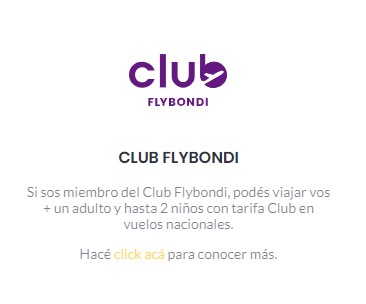 club
FLYBONDI
CLUB FLYBONDI
Si sos miembro del Club Flybondi, podés viajar vos
+ un adulto y hasta 2 niños con tarifa Club en
vuelos nacionales.
Hacé click acá para conocer más.